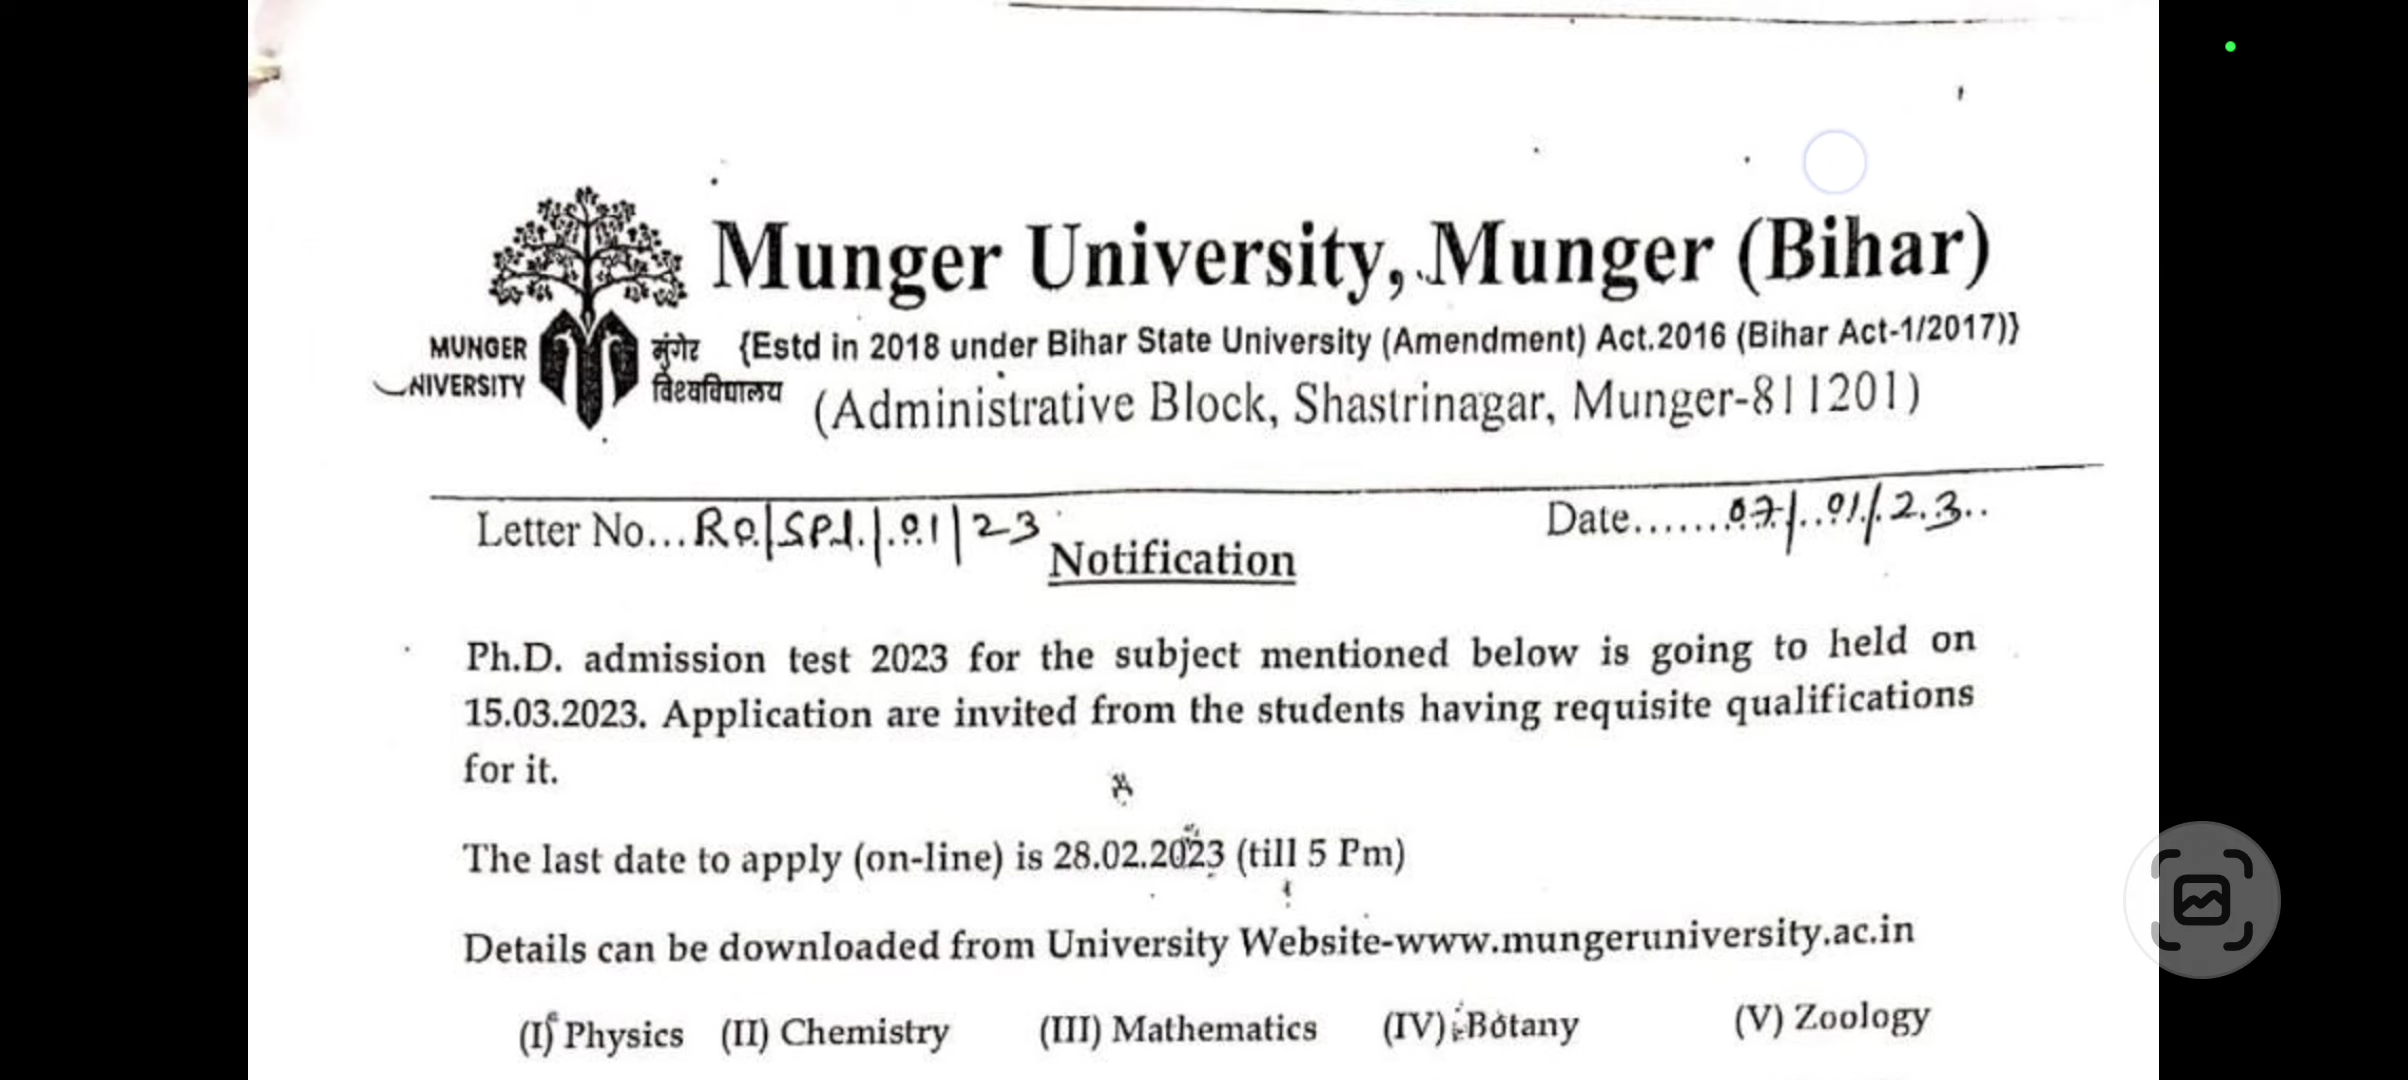 Munger University, Munger (Bihar)
MUNGER
NIVERSITY
मुंगेर
विश्वविद्यालय
{Estd in 2018 under Bihar State University (Amendment) Act.2016 (Bihar Act-1/2017)}
(Administrative Block, Shastrinagar, Munger-811201)
Letter No... Ro/SPL/01/23
Date....... 07/01/23..
Notification
Ph.D. admission test 2023 for the subject mentioned below is going to held on
15.03.2023. Application are invited from the students having requisite qualifications
for it.
The last date to apply (on-line) is 28.02.2023 (till 5 Pm)
Details can be downloaded from University Website-www.mungeruniversity.ac.in
(I) Physics (II) Chemistry (III) Mathematics (IV) Botany (V) Zoology